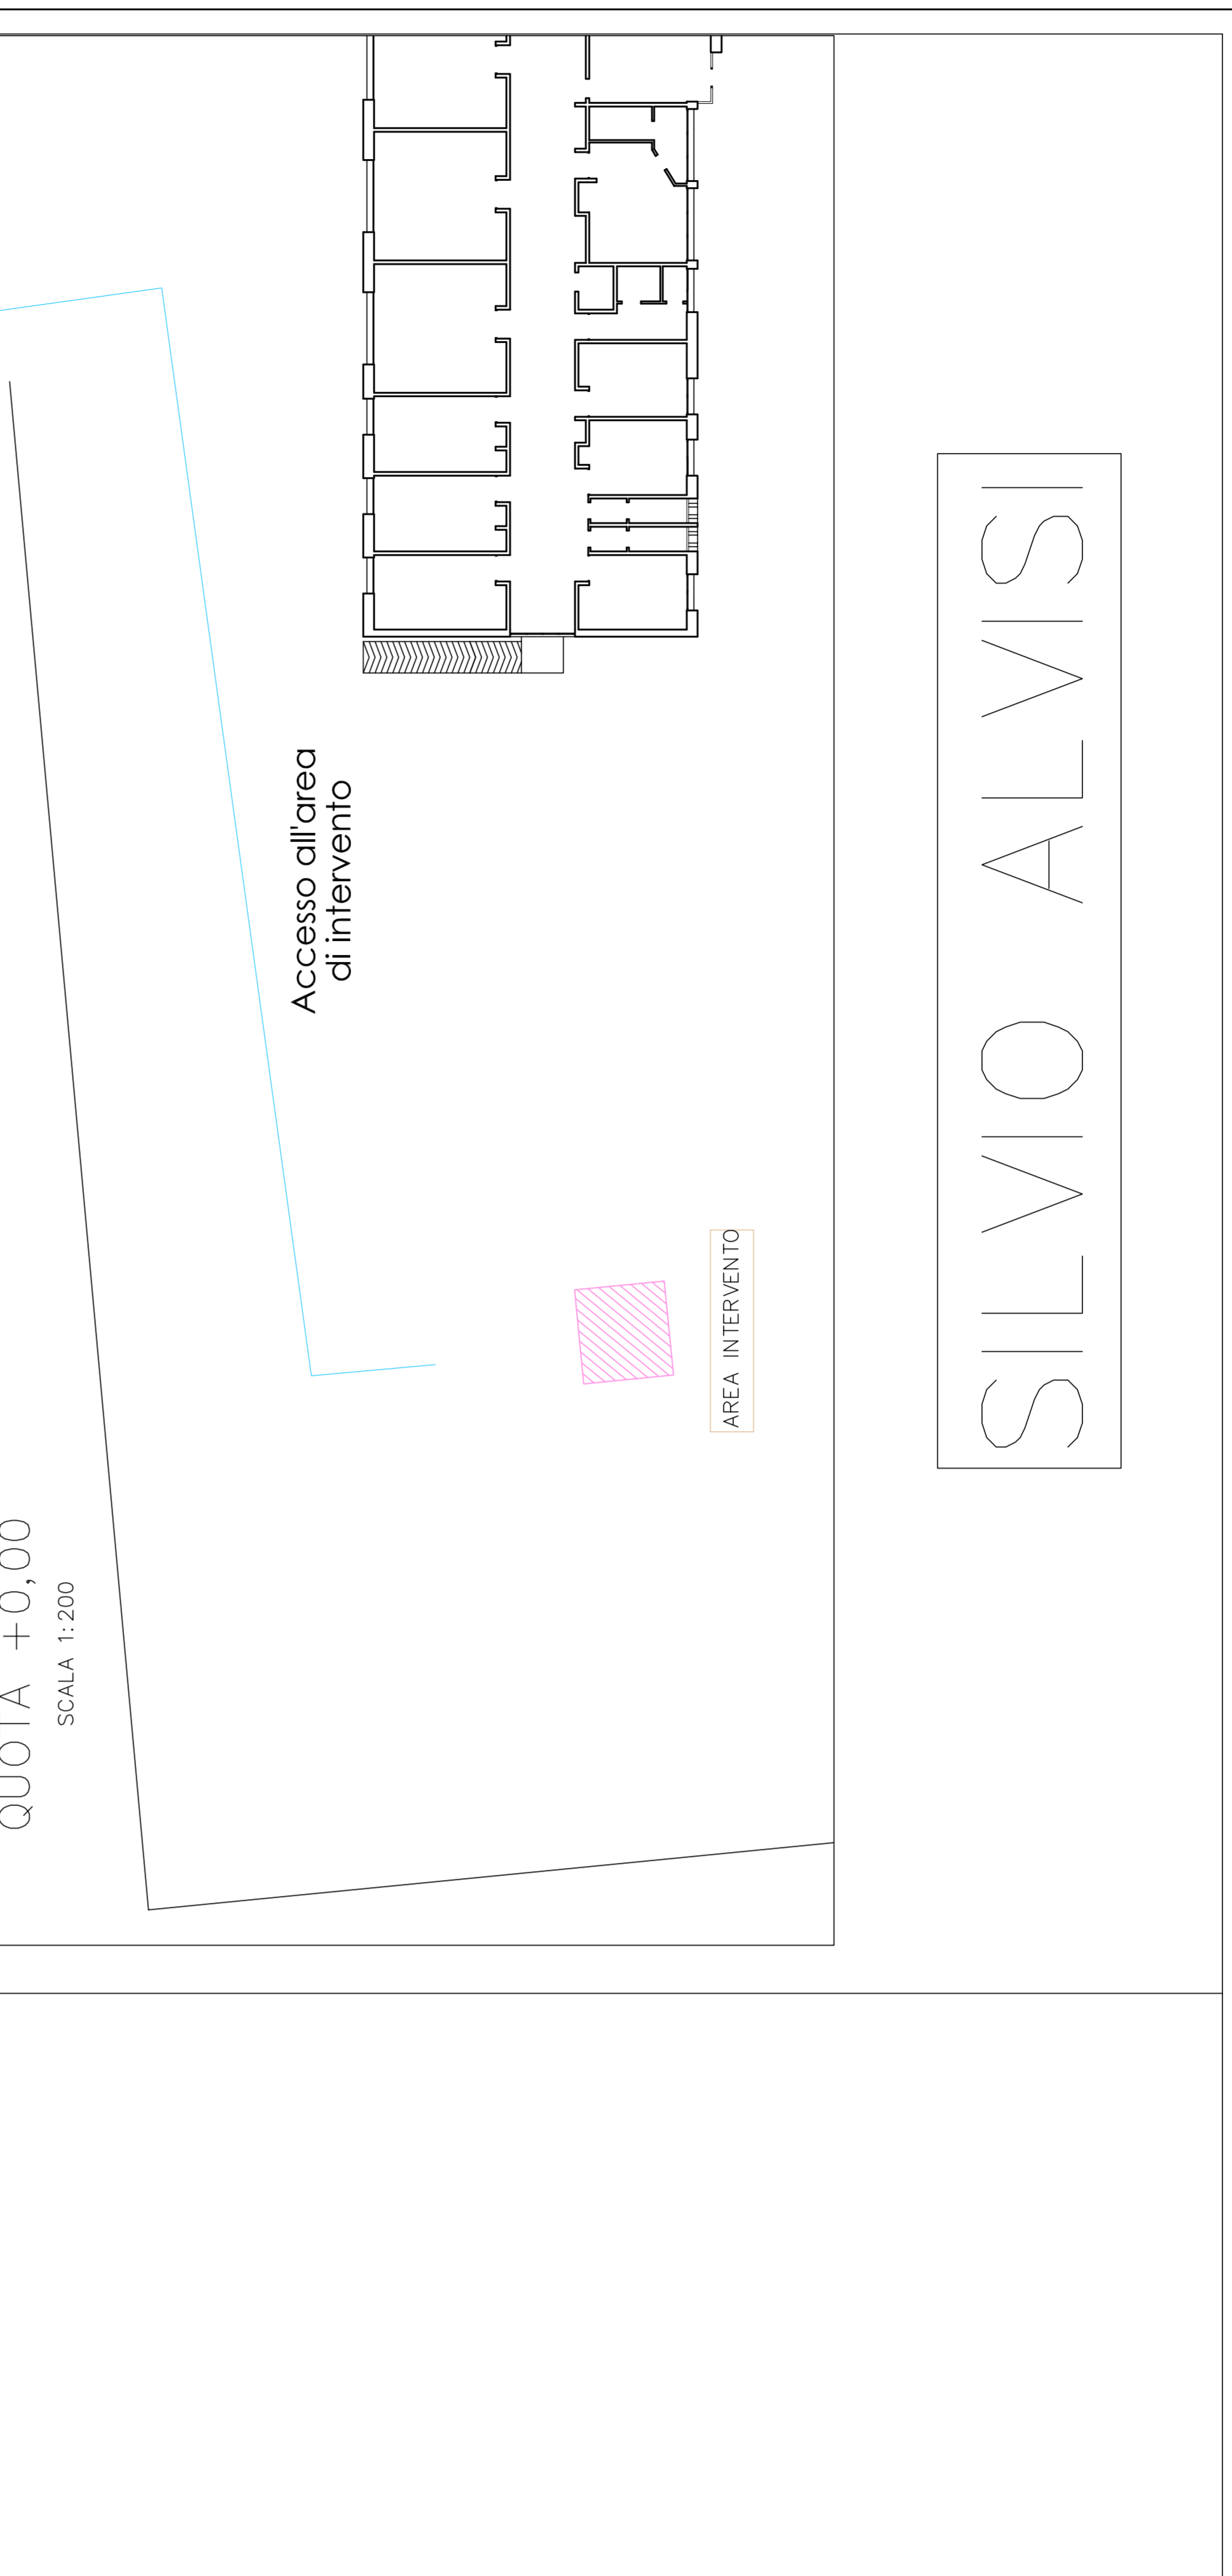 QUOTA +0,00
SCALA 1:200
Accesso all'area
di intervento
AREA INTERVENTO
SILVIO ALVISI